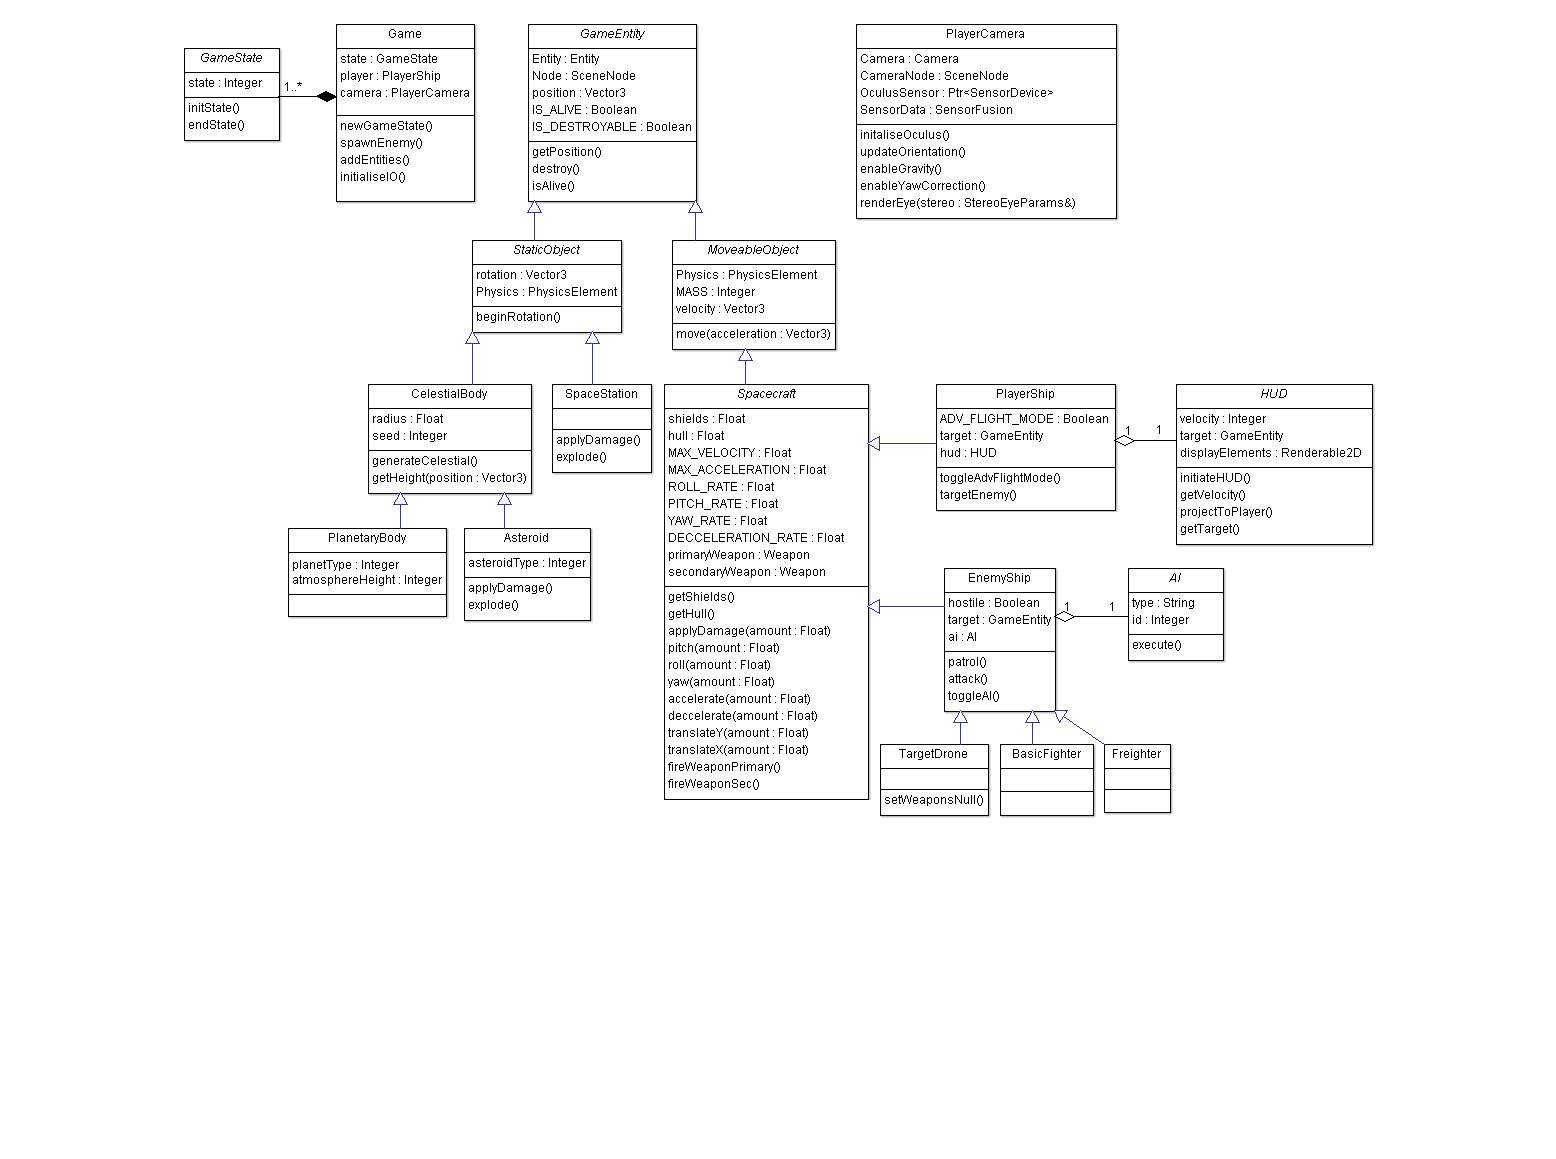 GameState
state : Integer
initState()
endState()
1..*
Game
state : GameState
player : PlayerShip
camera : PlayerCamera
newGameState()
spawnEnemy()
addEntities()
initialiseIO()
GameEntity
Entity : Entity
Node : SceneNode
position : Vector3
IS_ALIVE : Boolean
IS_DESTROYABLE : Boolean
getPosition()
destroy()
isAlive()
PlayerCamera
Camera : Camera
CameraNode : SceneNode
OculusSensor : Ptr<SensorDevice>
SensorData : SensorFusion
initaliseOculus()
updateOrientation()
enableGravity()
enableYawCorrection()
renderEye(stereo : StereoEyeParams&)
StaticObject
rotation : Vector3
Physics : PhysicsElement
beginRotation()
MoveableObject
Physics : PhysicsElement
MASS : Integer
velocity : Vector3
move(acceleration : Vector3)
CelestialBody
radius : Float
seed : Integer
generateCelestial()
getHeight(position : Vector3)
SpaceStation
applyDamage()
explode()
Spacecraft
shields : Float
hull : Float
MAX_VELOCITY : Float
MAX_ACCELERATION : Float
ROLL_RATE : Float
PITCH_RATE : Float
YAW_RATE : Float
DECCELERATION_RATE : Float
primaryWeapon : Weapon
secondaryWeapon : Weapon
getShields()
getHull()
applyDamage(amount : Float)
pitch(amount : Float)
roll(amount : Float)
yaw(amount : Float)
accelerate(amount : Float)
deccelerate(amount : Float)
translateY(amount : Float)
translateX(amount : Float)
fireWeaponPrimary()
fireWeaponSec()
PlayerShip
ADV_FLIGHT_MODE : Boolean
target : GameEntity
hud : HUD
toggleAdvFlightMode()
targetEnemy()
1
1
HUD
velocity : Integer
target : GameEntity
displayElements : Renderable2D
initiateHUD()
getVelocity()
projectToPlayer()
getTarget()
PlanetaryBody
planetType : Integer
atmosphereHeight : Integer
Asteroid
asteroidType : Integer
applyDamage()
explode()
EnemyShip
hostile : Boolean
target : GameEntity
ai : AI
patrol()
attack()
toggleAI()
1
1
AI
type : String
id : Integer
execute()
TargetDrone
setWeaponsNull()
BasicFighter
Freighter